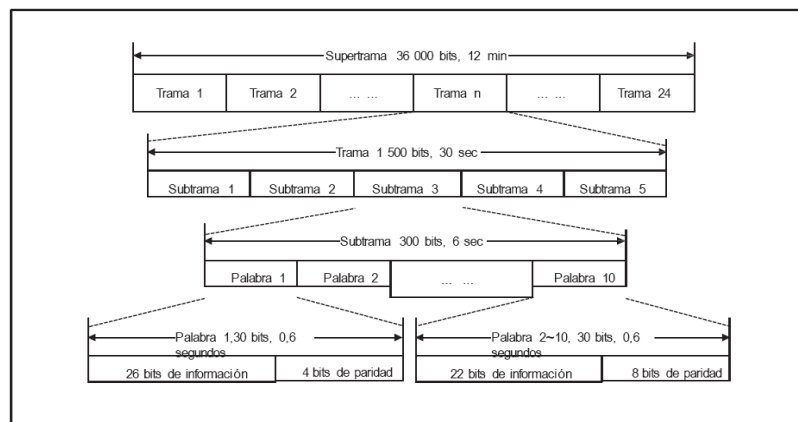 Supertrama 36 000 bits, 12 min
Trama 1 Trama 2 ... ... Trama n ... ... Trama 24
Trama 1 500 bits, 30 sec
Subtrama 1 Subtrama 2 Subtrama 3 Subtrama 4 Subtrama 5
Subtrama 300 bits, 6 sec
Palabra 1 Palabra 2 ... ... Palabra 10
Palabra 1,30 bits, 0,6
segundos
26 bits de información 4 bits de paridad
Palabra 2~10, 30 bits, 0,6
segundos
22 bits de información 8 bits de paridad